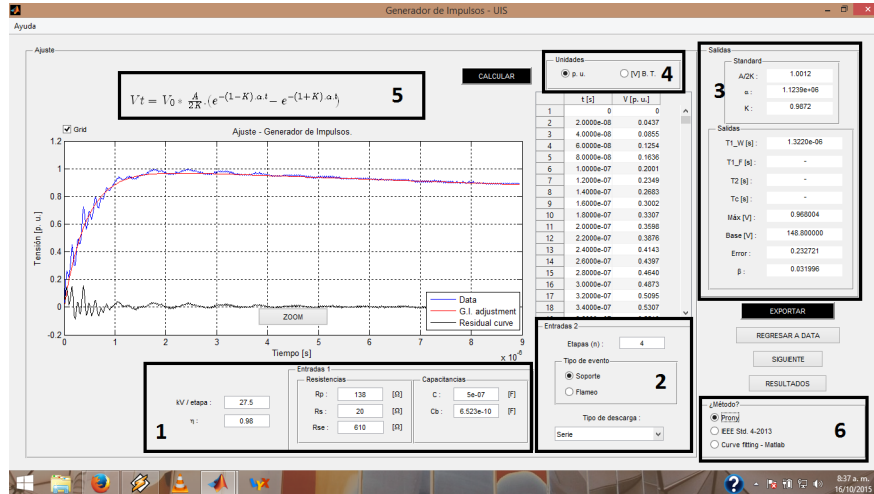 Generador de Impulsos - UIS
Ayuda
Ajuste
Vt = V0 * A/2K .(e^-(1-K).α.t - e^-(1+K).α.t)
5
CALCULAR
Unidades
p. u.
[V] B. T.
4
Grid
Ajuste - Generador de Impulsos.
Tensión [p. u.]
1.2
1
0.8
0.6
0.4
0.2
0
-0.2
0 1 2 3 4 5 6 7 8 9
Tiempo [s]
x 10^-6
ZOOM
Data
G.I. adjustment
Residual curve
t [s] V [p. u.]
1 0 0
2 2.0000e-08 0.0437
3 4.0000e-08 0.0855
4 6.0000e-08 0.1254
5 8.0000e-08 0.1636
6 1.0000e-07 0.2001
7 1.2000e-07 0.2349
8 1.4000e-07 0.2683
9 1.6000e-07 0.3002
10 1.8000e-07 0.3307
11 2.0000e-07 0.3598
12 2.2000e-07 0.3876
13 2.4000e-07 0.4143
14 2.6000e-07 0.4397
15 2.8000e-07 0.4640
16 3.0000e-07 0.4873
17 3.2000e-07 0.5095
18 3.4000e-07 0.5307
Salidas
Standard
A/2K : 1.0012
α : 1.1239e+06
K : 0.9872
3
Salidas
T1_W [s] : 1.3220e-06
T1_F [s] : -
T2 [s] : -
Tc [s] : -
Máx [V] : 0.968004
Base [V] : 148.800000
Error : 0.232721
β : 0.031996
EXPORTAR
REGRESAR A DATA
SIGUIENTE
RESULTADOS
kV / etapa : 27.5
η : 0.98
1
Entradas 1
Resistencias
Rp : 138 [Ω]
Rs : 20 [Ω]
Rse : 610 [Ω]
Capacitancias
C : 5e-07 [F]
Cb : 6.523e-10 [F]
Entradas 2
Etapas (n) : 4
Tipo de evento
Soporte
Flameo
2
Tipo de descarga :
Serie
¿Método?
Prony
IEEE Std. 4-2013
Curve fitting - Matlab
6
8:37 a. m.
16/10/2015